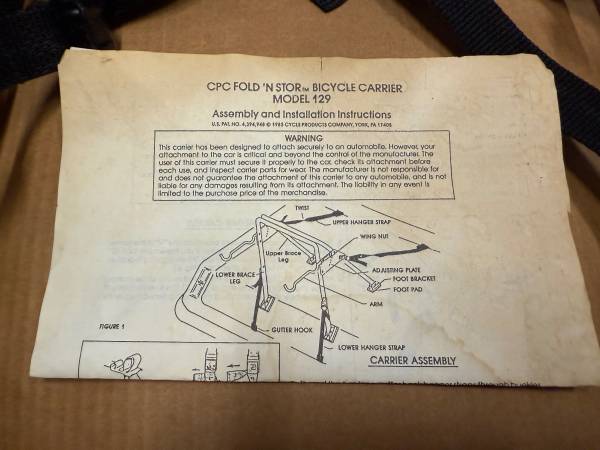 CPC FOLD 'N STOR TM BICYCLE CARRIER
MODEL 129
Assembly and Installation Instructions
U.S. PAT. NO. 4,394,948 © 1983 CYCLE PRODUCTS COMPANY, YORK, PA 17405
WARNING
This carrier has been designed to attach securely to an automobile. However, your
attachment to the car is critical and beyond the control of the manufacturer. The
user of this carrier must secure it properly to the car, check its attachment before
each use, and inspect carrier parts for wear. The manufacturer is not responsible for
and does not guarantee the attachment of this carrier to any automobile, and is not
liable for any damages resulting from its attachment. The liability in any event is
limited to the purchase price of the merchandise.
TWIST
UPPER HANGER STRAP
WING NUT
Upper Brace
Leg
ADJUSTING PLATE
LOWER BRACE
LEG
FOOT BRACKET
FOOT PAD
ARM
FIGURE 1
GUTTER HOOK
LOWER HANGER STRAP
CARRIER ASSEMBLY